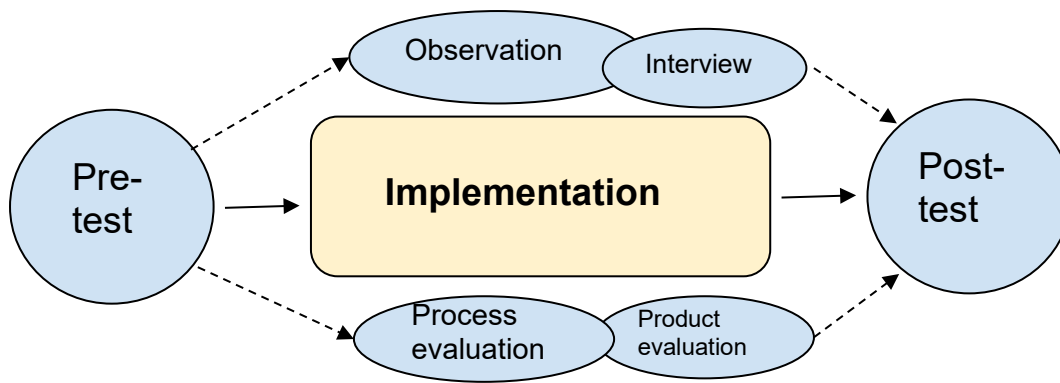 Observation
Interview
Pre-
test
Implementation
Post-
test
Process
evaluation
Product
evaluation